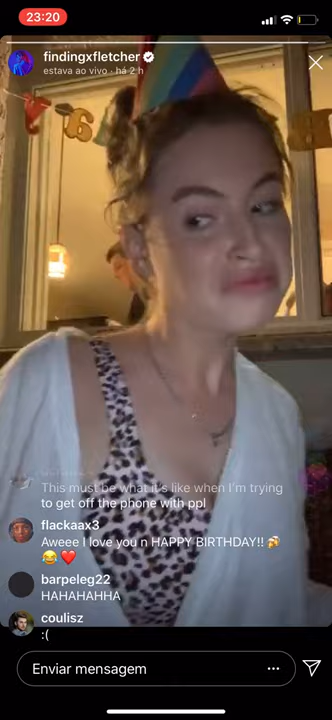 23:20
findingxfletcher
estava ao vivo · há 2 h
This must be what it's like when I'm trying
to get off the phone with ppl
flackaax3
Aweee I love you n HAPPY BIRTHDAY!! 🍻
😂 ❤️
barpeleg22
HAHAHAHHA
coulisz
:(
Enviar mensagem